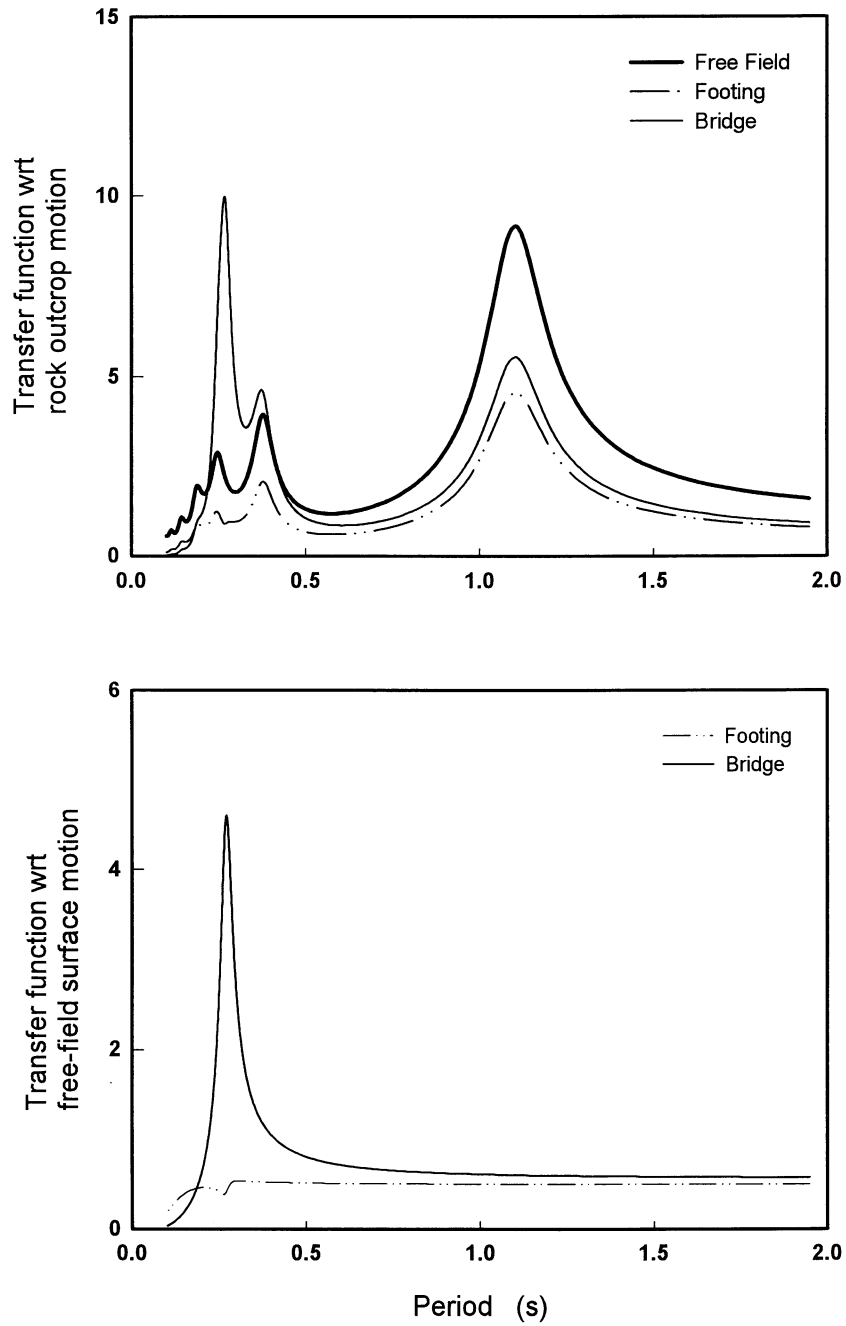 15
Free Field
Footing
Bridge
10
Transfer function wrt
rock outcrop motion
5
0
0.0 0.5 1.0 1.5 2.0
6
Footing
Bridge
4
Transfer function wrt
free-field surface motion
2
0
0.0 0.5 1.0 1.5 2.0
Period (s)